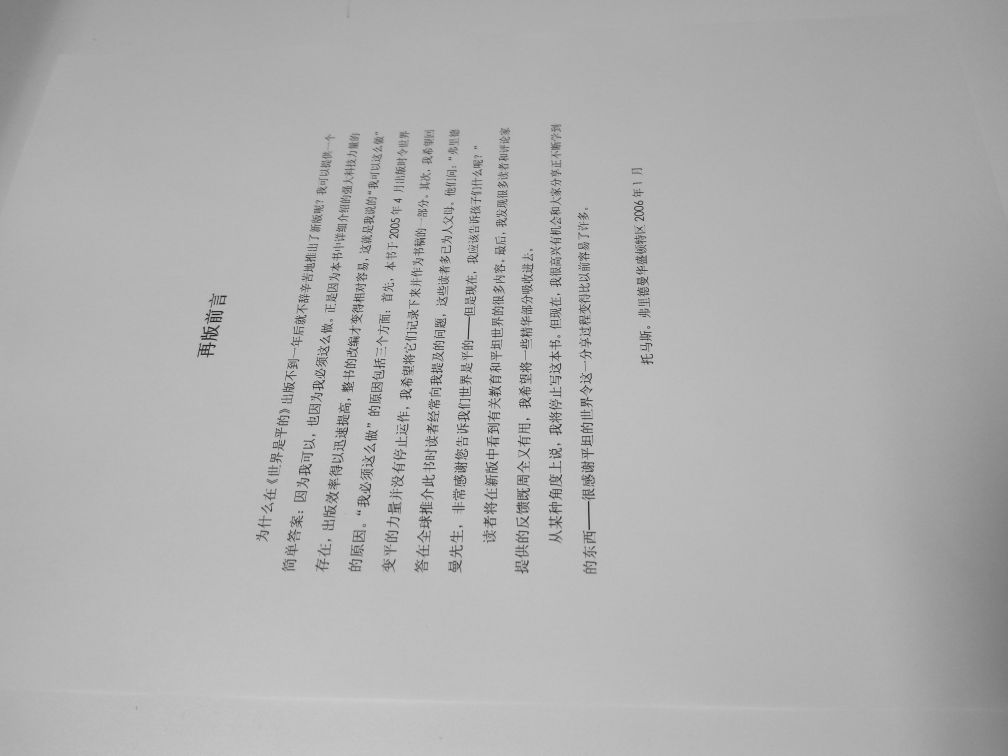 再版前言
为什么在《世界是平的》出版不到一年后就不辞辛苦地推出了新版呢？我可以提供一个
简单答案：因为我可以，也因为我必须这么做。正是因为本书中详细介绍的强大科技力量的
存在，出版效率得以迅速提高，整书的改编才变得相对容易，这就是我说的“我可以这么做”
的原因。“我必须这么做”的原因包括三个方面：首先，本书于 2005 年 4 月出版时令世界
变平的力量并没有停止运作，我希望将它们记录下来并作为书稿的一部分。其次，我希望回
答在全球推介此书时读者经常向我提及的问题，这些读者多已为人父母。他们问：“弗里德
曼先生，非常感谢您告诉我们世界是平的——但是现在，我应该告诉孩子们什么呢？”
读者将在新版中看到有关教育和平坦世界的很多内容，最后，我发现很多读者和评论家
提供的反馈既周全又有用，我希望将一些精华部分吸收进去。
从某种角度上说，我将停止写这本书。但现在，我很高兴有机会和大家分享正不断学到
的东西——很感谢平坦的世界令这一分享过程变得比以前容易了许多。
托马斯。弗里德曼华盛顿特区 2006 年 1 月